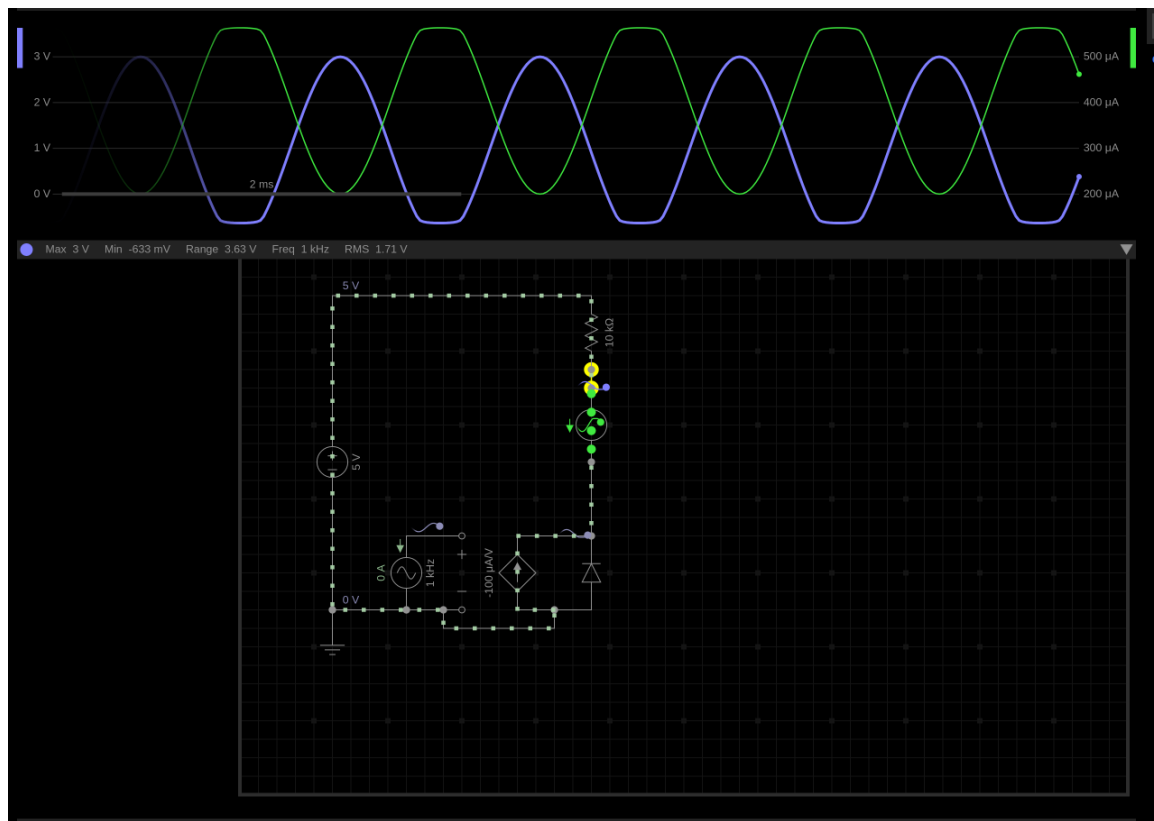 3 V 500 μA
2 V 400 μA
1 V 300 μA
2 ms
0 V 200 μA
Max 3 V Min -633 mV Range 3.63 V Freq 1 kHz RMS 1.71 V
5 V
10 kΩ
5 V
0 A
1 kHz
-100 μA/V
0 V